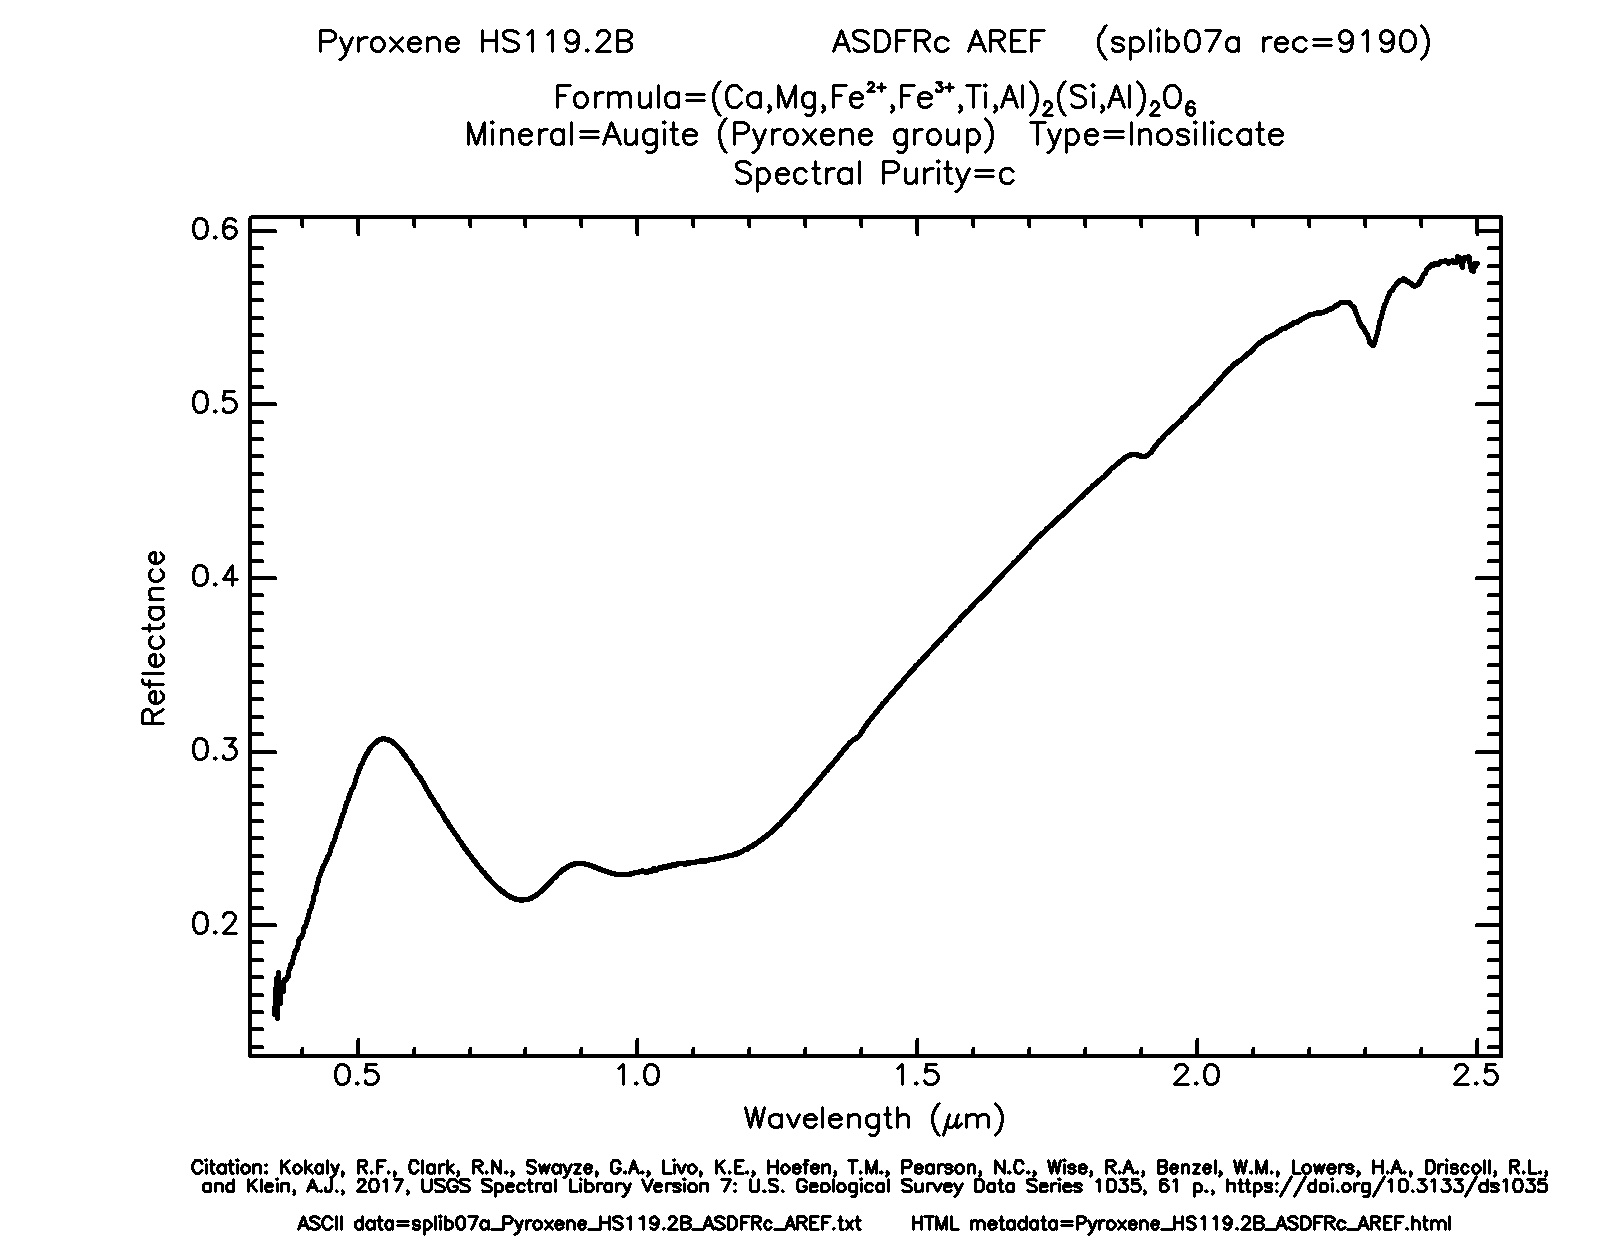 Pyroxene HS119.2B ASDFRc AREF (splib07a rec=9190)
Formula=(Ca,Mg,Fe²⁺,Fe³⁺,Ti,Al)₂(Si,Al)₂O₆
Mineral=Augite (Pyroxene group) Type=Inosilicate
Spectral Purity=c
0.6
0.5
0.4
0.3
0.2
Reflectance
0.5 1.0 1.5 2.0 2.5
Wavelength (μm)
Citation: Kokaly, R.F., Clark, R.N., Swayze, G.A., Livo, K.E., Hoefen, T.M., Pearson, N.C., Wise, R.A., Benzel, W.M., Lowers, H.A., Driscoll, R.L.,
and Klein, A.J., 2017, USGS Spectral Library Version 7: U.S. Geological Survey Data Series 1035, 61 p., https://doi.org/10.3133/ds1035
ASCII data=splib07a_Pyroxene_HS119.2B_ASDFRc_AREF.txt HTML metadata=Pyroxene_HS119.2B_ASDFRc_AREF.html